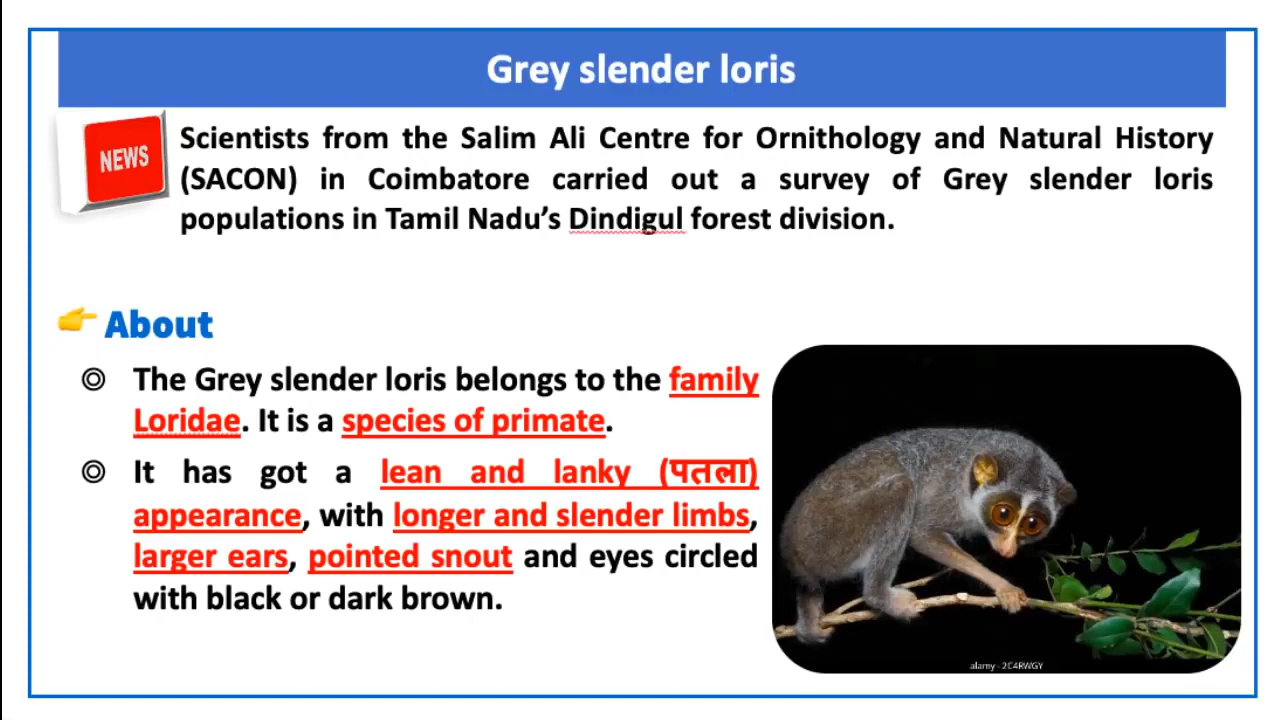 Grey slender loris
NEWS
Scientists from the Salim Ali Centre for Ornithology and Natural History
(SACON) in Coimbatore carried out a survey of Grey slender loris
populations in Tamil Nadu’s Dindigul forest division.
👉 About
◎ The Grey slender loris belongs to the family
Loridae. It is a species of primate.
◎ It has got a lean and lanky (पतला)
appearance, with longer and slender limbs,
larger ears, pointed snout and eyes circled
with black or dark brown.
alamy - 2C4RWGY